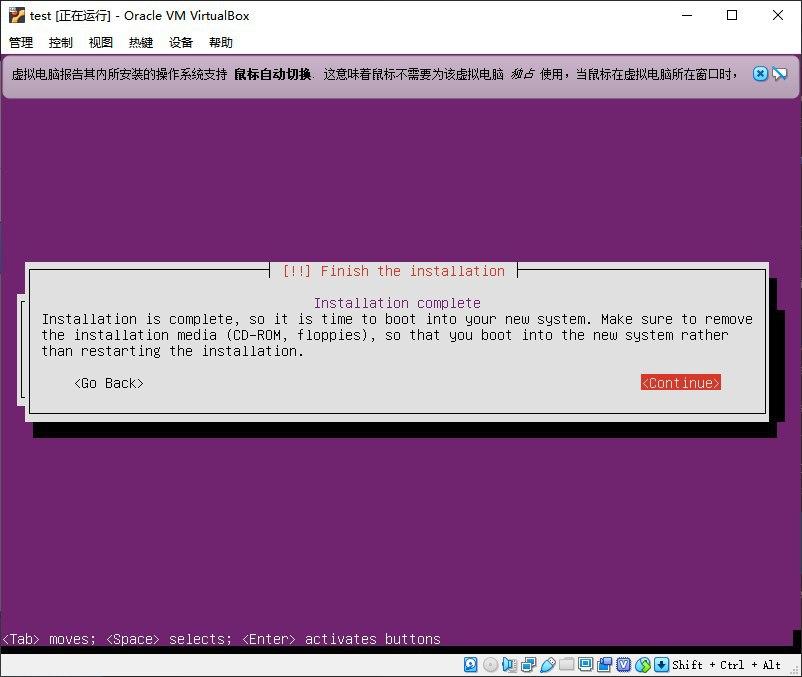 test [正在运行] - Oracle VM VirtualBox
管理 控制 视图 热键 设备 帮助
虚拟电脑报告其内所安装的操作系统支持 鼠标自动切换. 这意味着鼠标不需要为该虚拟电脑 独占 使用，当鼠标在虚拟电脑所在窗口时，
[!!] Finish the installation
Installation complete
Installation is complete, so it is time to boot into your new system. Make sure to remove
the installation media (CD-ROM, floppies), so that you boot into the new system rather
than restarting the installation.
<Go Back> <Continue>
<Tab> moves; <Space> selects; <Enter> activates buttons
Shift + Ctrl + Alt